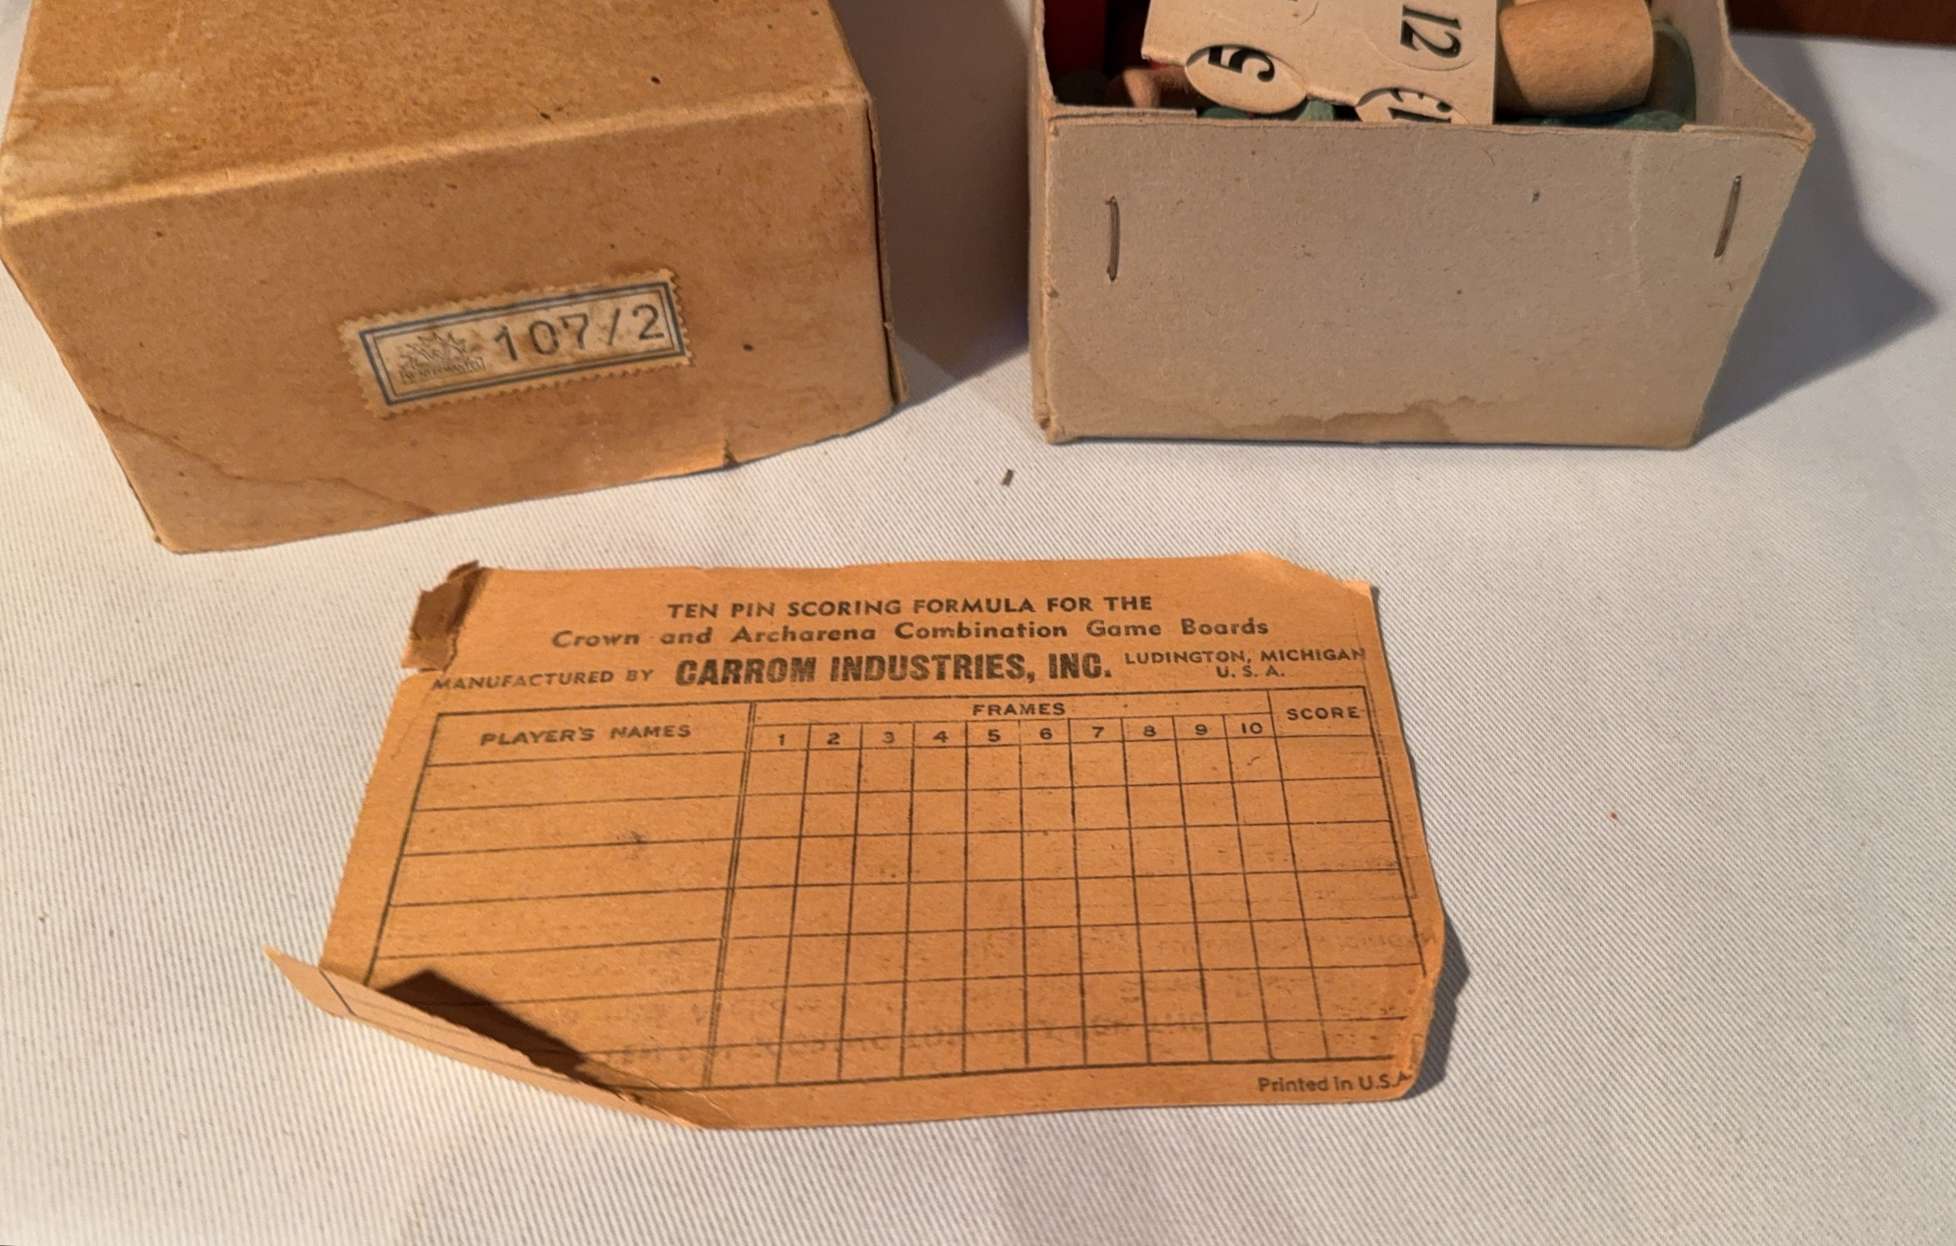 5
12
107/2
TEN PIN SCORING FORMULA FOR THE
Crown and Archarena Combination Game Boards
MANUFACTURED BY CARROM INDUSTRIES, INC. LUDINGTON, MICHIGAN
U. S. A.
PLAYER'S NAMES
FRAMES
SCORE
1 2 3 4 5 6 7 8 9 10
Printed in U.S.A